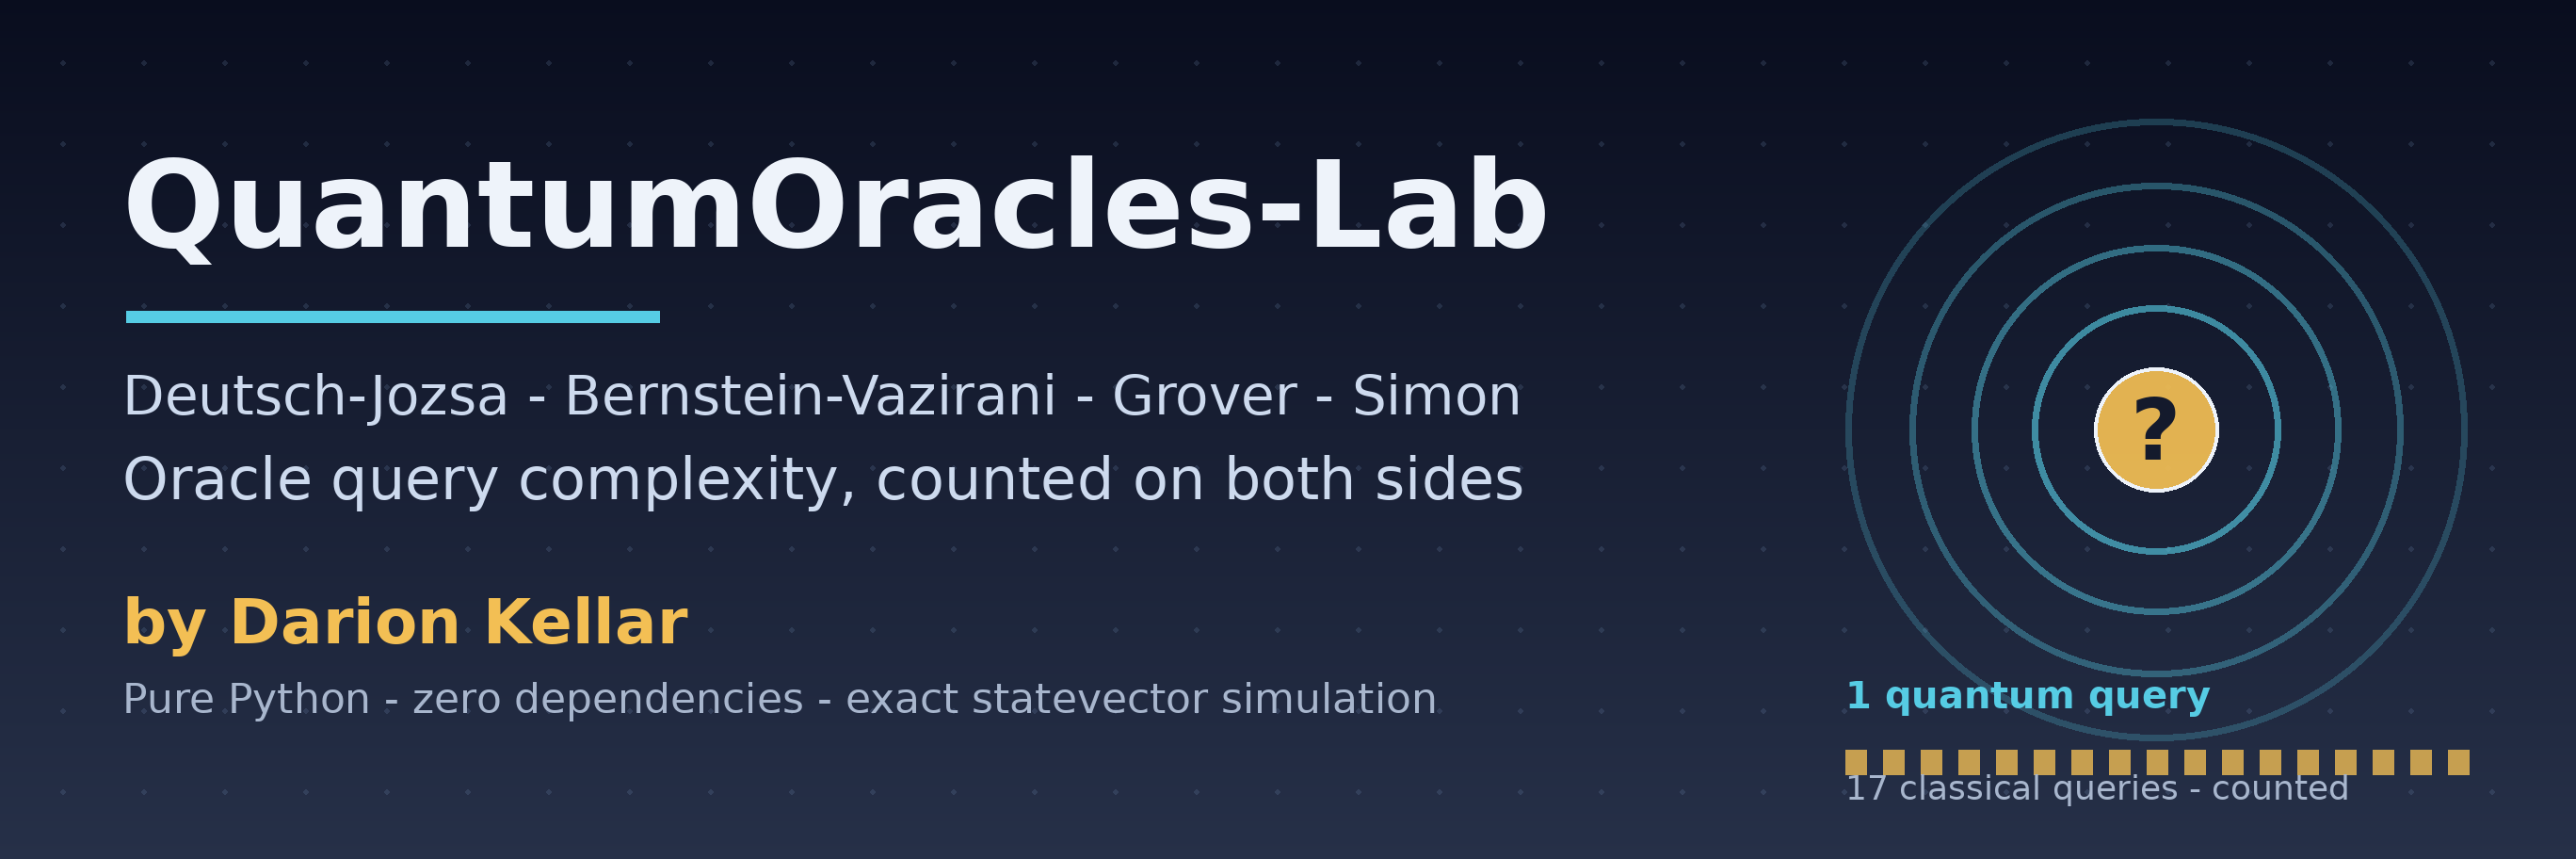 QuantumOracles-Lab
Deutsch-Jozsa - Bernstein-Vazirani - Grover - Simon
Oracle query complexity, counted on both sides
by Darion Kellar
Pure Python - zero dependencies - exact statevector simulation
?
1 quantum query
17 classical queries - counted